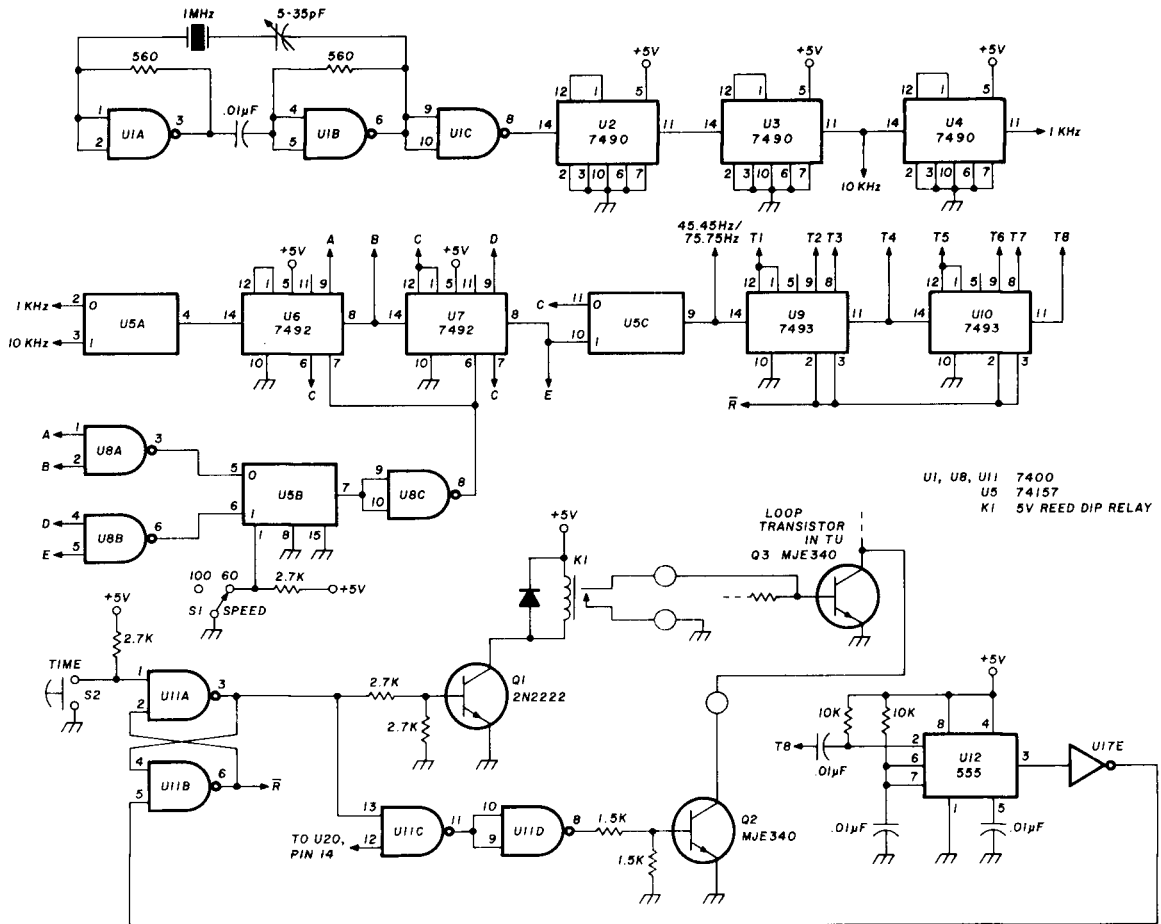 1MHz
5-35pF
560
560
.01µF
1
2
U1A
3
4
5
U1B
6
9
10
U1C
8
+5V
12
1
5
14
U2
7490
11
2
3
10
6
7
+5V
12
1
5
14
U3
7490
11
2
3
10
6
7
10 KHz
+5V
12
1
5
14
U4
7490
11
1 KHz
2
3
10
6
7
1 KHz
2
0
10 KHz
3
1
U5A
4
A
B
+5V
12
1
5
11
9
14
U6
7492
8
10
6
7
C
C
D
+5V
12
1
5
11
9
14
U7
7492
8
10
6
7
C
E
C
11
0
10
1
U5C
9
45.45Hz/
75.75Hz
T1
T2
T3
T4
12
1
5
9
8
14
U9
7493
11
10
2
3
T5
T6
T7
T8
12
1
5
9
8
14
U10
7493
11
10
2
3
R
A
1
B
2
U8A
3
D
4
E
5
U8B
6
5
0
6
1
U5B
7
1
8
15
9
10
U8C
8
U1, U8, U11 7400
U5 74157
K1 5V REED DIP RELAY
100
60
2.7K
+5V
S1
SPEED
+5V
2.7K
TIME
S2
1
2
U11A
3
4
5
U11B
6
R
2.7K
2.7K
Q1
2N2222
+5V
K1
LOOP
TRANSISTOR
IN TU
Q3 MJE340
13
12
U11C
11
TO U20,
PIN 14
10
9
U11D
8
1.5K
1.5K
Q2
MJE340
+5V
10K
10K
T8
.01µF
8
4
2
6
7
U12
555
3
1
5
.01µF
.01µF
U17E